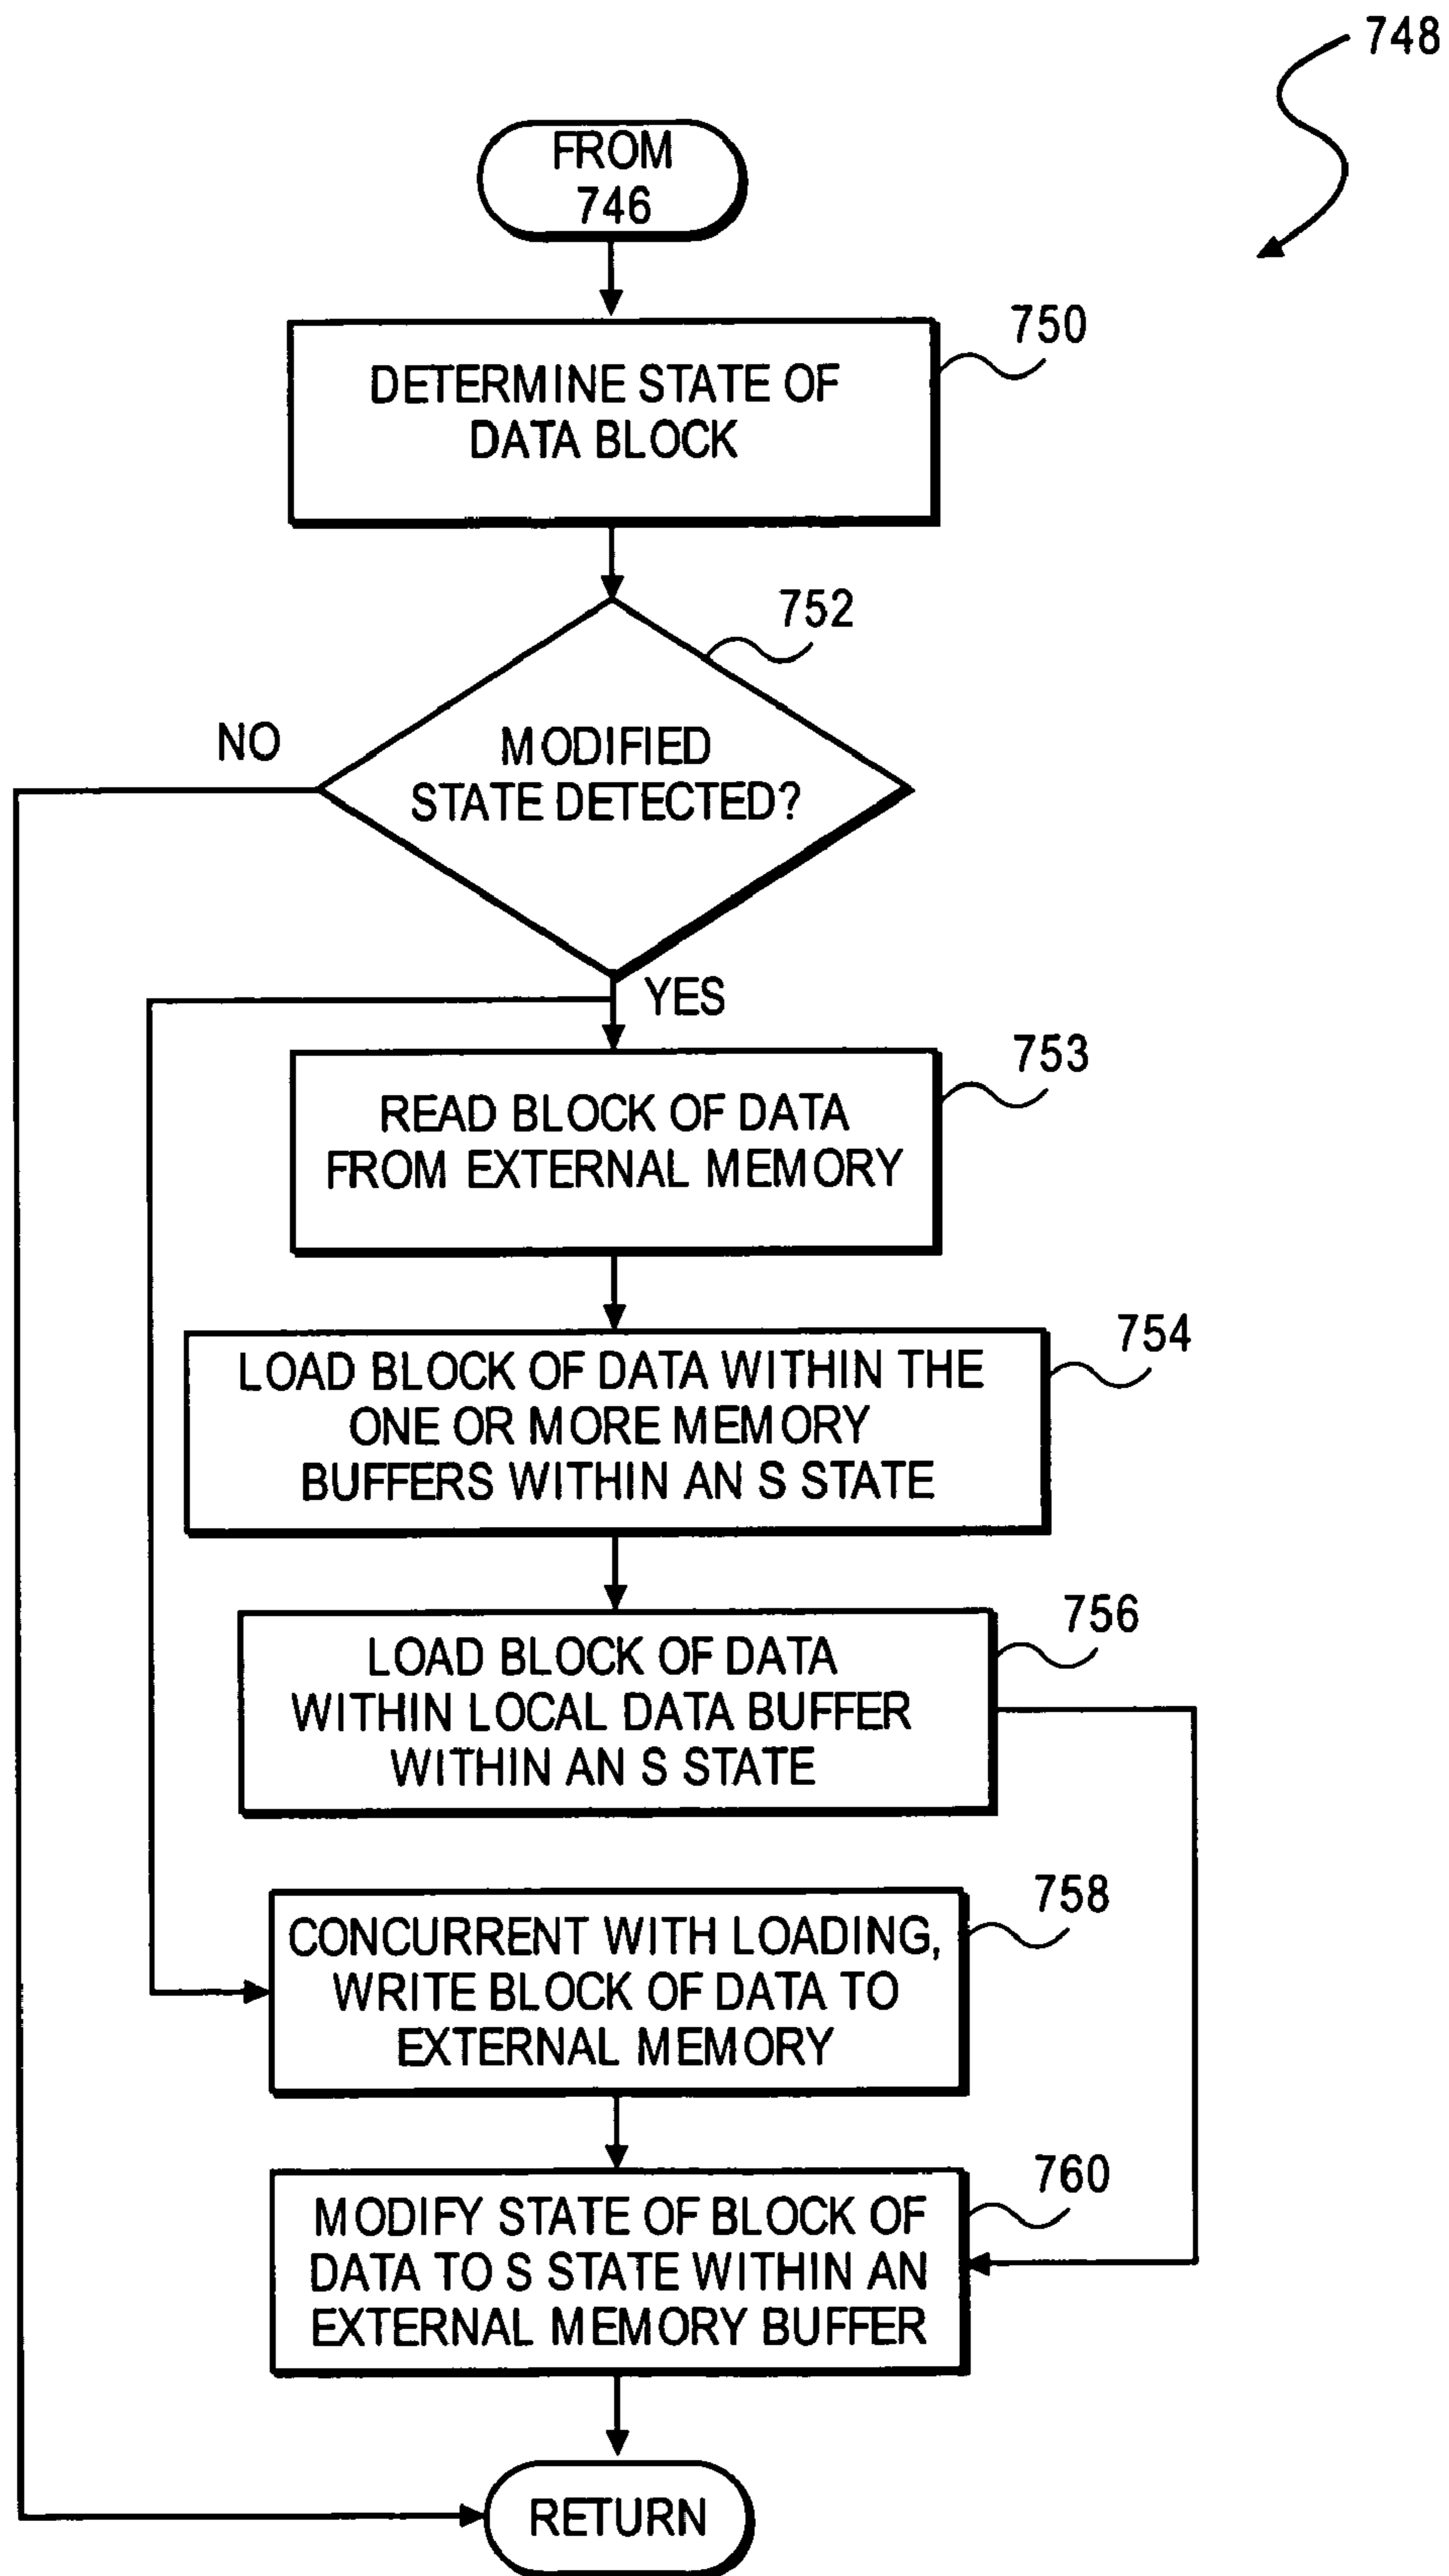 748
FROM
746
750
DETERMINE STATE OF
DATA BLOCK
752
NO
MODIFIED
STATE DETECTED?
YES
753
READ BLOCK OF DATA
FROM EXTERNAL MEMORY
754
LOAD BLOCK OF DATA WITHIN THE
ONE OR MORE MEMORY
BUFFERS WITHIN AN S STATE
756
LOAD BLOCK OF DATA
WITHIN LOCAL DATA BUFFER
WITHIN AN S STATE
758
CONCURRENT WITH LOADING,
WRITE BLOCK OF DATA TO
EXTERNAL MEMORY
760
MODIFY STATE OF BLOCK OF
DATA TO S STATE WITHIN AN
EXTERNAL MEMORY BUFFER
RETURN